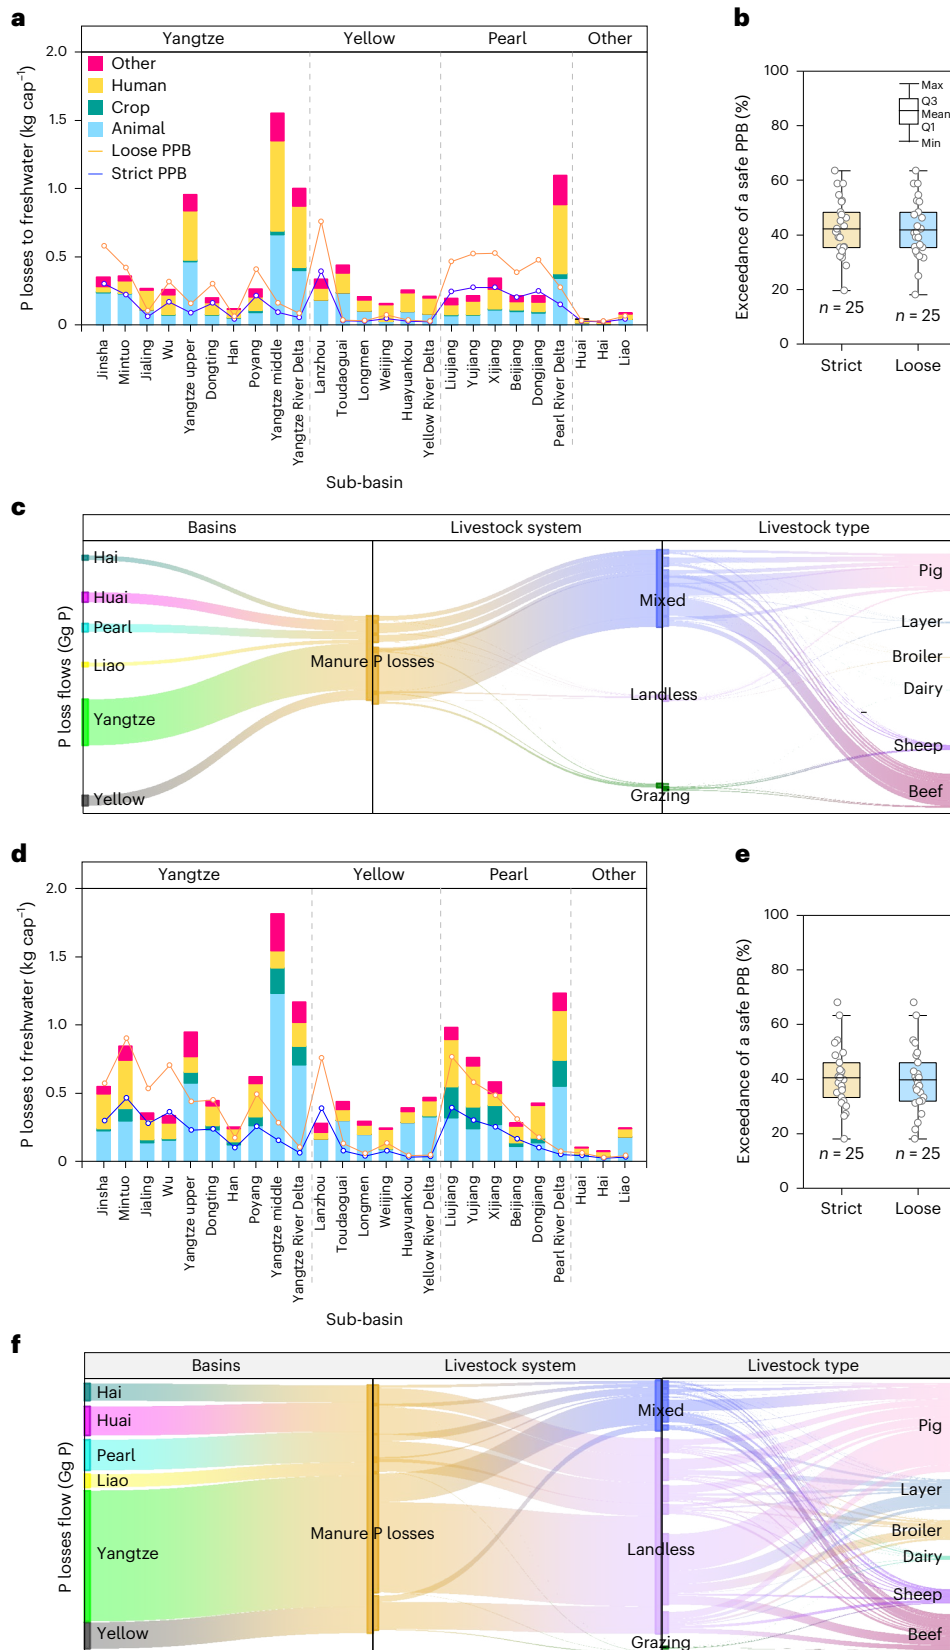 a
Yangtze
Yellow
Pearl
Other
P losses to freshwater (kg cap⁻¹)
2.0
1.5
1.0
0.5
0
Other
Human
Crop
Animal
Loose PPB
Strict PPB
Jinsha
Mintuo
Jialing
Wu
Yangtze upper
Dongting
Han
Poyang
Yangtze middle
Yangtze River Delta
Lanzhou
Toudaoguai
Longmen
Weijing
Huayuankou
Yellow River Delta
Liujiang
Yujiang
Xijiang
Beijiang
Dongjiang
Pearl River Delta
Huai
Hai
Liao
Sub-basin
b
Exceedance of a safe PPB (%)
100
80
60
40
20
0
Max
Q3
Mean
Q1
Min
n = 25
n = 25
Strict
Loose
c
Basins
Livestock system
Livestock type
P loss flows (Gg P)
Hai
Huai
Pearl
Liao
Yangtze
Yellow
Manure P losses
Mixed
Landless
Grazing
Pig
Layer
Broiler
Dairy
Sheep
Beef
d
Yangtze
Yellow
Pearl
Other
P losses to freshwater (kg cap⁻¹)
2.0
1.5
1.0
0.5
0
Jinsha
Mintuo
Jialing
Wu
Yangtze upper
Dongting
Han
Poyang
Yangtze middle
Yangtze River Delta
Lanzhou
Toudaoguai
Longmen
Weiijing
Huayuankou
Yellow River Delta
Liujiang
Yujiang
Xijiang
Beijiang
Dongjiang
Pearl River Delta
Huai
Hai
Liao
Sub-basin
e
Exceedance of a safe PPB (%)
100
80
60
40
20
0
n = 25
n = 25
Strict
Loose
f
Basins
Livestock system
Livestock type
P losses flow (Gg P)
Hai
Huai
Pearl
Liao
Yangtze
Yellow
Manure P losses
Mixed
Landless
Grazing
Pig
Layer
Broiler
Dairy
Sheep
Beef